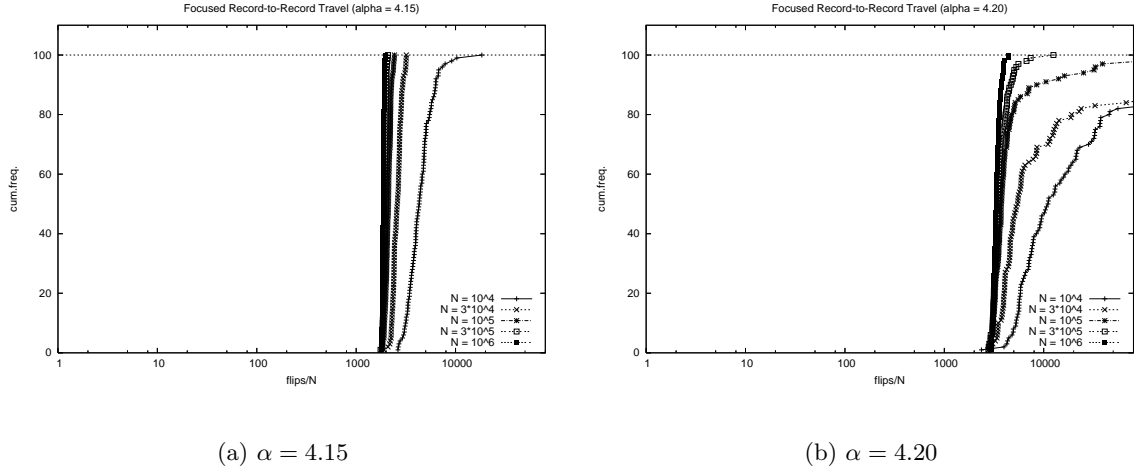 Focused Record-to-Record Travel (alpha = 4.15)
100
80
60
40
20
0
cum.freq.
1
10
100
1000
10000
flips/N
N = 10^4
N = 3*10^4
N = 10^5
N = 3*10^5
N = 10^6
(a) α = 4.15
Focused Record-to-Record Travel (alpha = 4.20)
100
80
60
40
20
0
cum.freq.
1
10
100
1000
10000
flips/N
N = 10^4
N = 3*10^4
N = 10^5
N = 3*10^5
N = 10^6
(b) α = 4.20